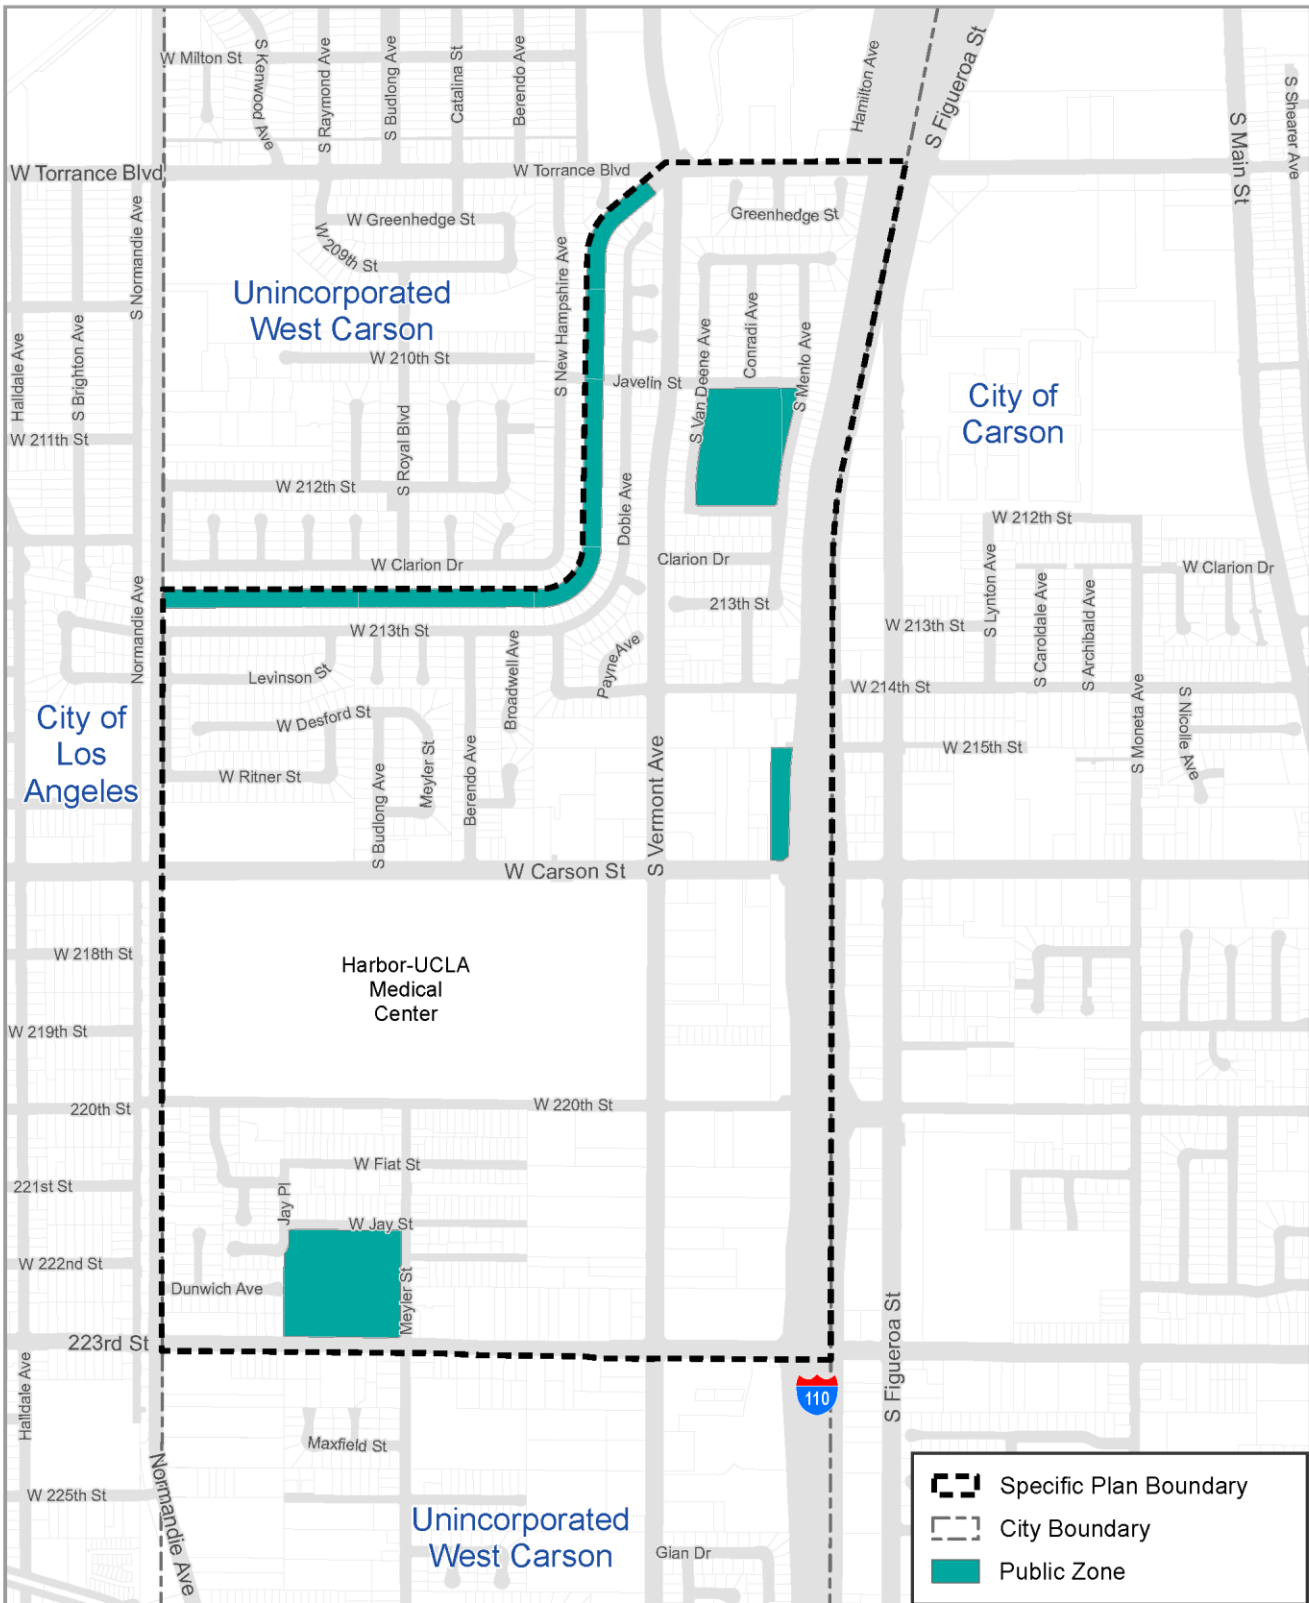 W Milton St
S Kenwood Ave
S Raymond Ave
S Budlong Ave
Catalina St
Berendo Ave
Hamilton Ave
S Figueroa St
S Main St
S Shearer Ave
W Torrance Blvd
W Torrance Blvd
S Normandie Ave
W Greenhedge St
W 209th St
Greenhedge St
S New Hampshire Ave
Unincorporated
West Carson
Halldale Ave
S Brighton Ave
W 210th St
Javelin St
S Van Deene Ave
Conradi Ave
S Menlo Ave
City of
Carson
W 211th St
S Royal Blvd
W 212th St
Doble Ave
W 212th St
W Clarion Dr
Clarion Dr
W Clarion Dr
Normandie Ave
213th St
S Lynton Ave
S Caroldale Ave
S Archibald Ave
W 213th St
W 213th St
Levinson St
Broadwell Ave
Payne Ave
W 214th St
City of
Los
Angeles
W Desford St
Meyler St
S Moneta Ave
S Nicolle Ave
W 215th St
W Ritner St
S Budlong Ave
Berendo Ave
S Vermont Ave
W Carson St
W 218th St
Harbor-UCLA
Medical
Center
W 219th St
220th St
W 220th St
W Fiat St
221st St
Jay Pl
W Jay St
W 222nd St
Dunwich Ave
Meyler St
223rd St
S Figueroa St
Halldale Ave
110
Maxfield St
Normandie Ave
W 225th St
Unincorporated
West Carson
Gian Dr
Specific Plan Boundary
City Boundary
Public Zone